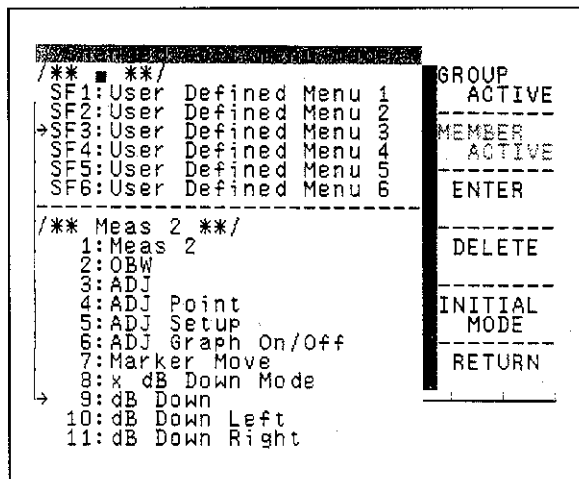 /** ■ **/
SF1:User Defined Menu 1
SF2:User Defined Menu 2
→SF3:User Defined Menu 3
SF4:User Defined Menu 4
SF5:User Defined Menu 5
SF6:User Defined Menu 6
/** Meas 2 **/
1:Meas 2
2:OBW
3:ADJ
4:ADJ Point
5:ADJ Setup
6:ADJ Graph On/Off
7:Marker Move
8:x dB Down Mode
→ 9:dB Down
10:dB Down Left
11:dB Down Right
GROUP
ACTIVE
MEMBER
ACTIVE
ENTER
DELETE
INITIAL
MODE
RETURN